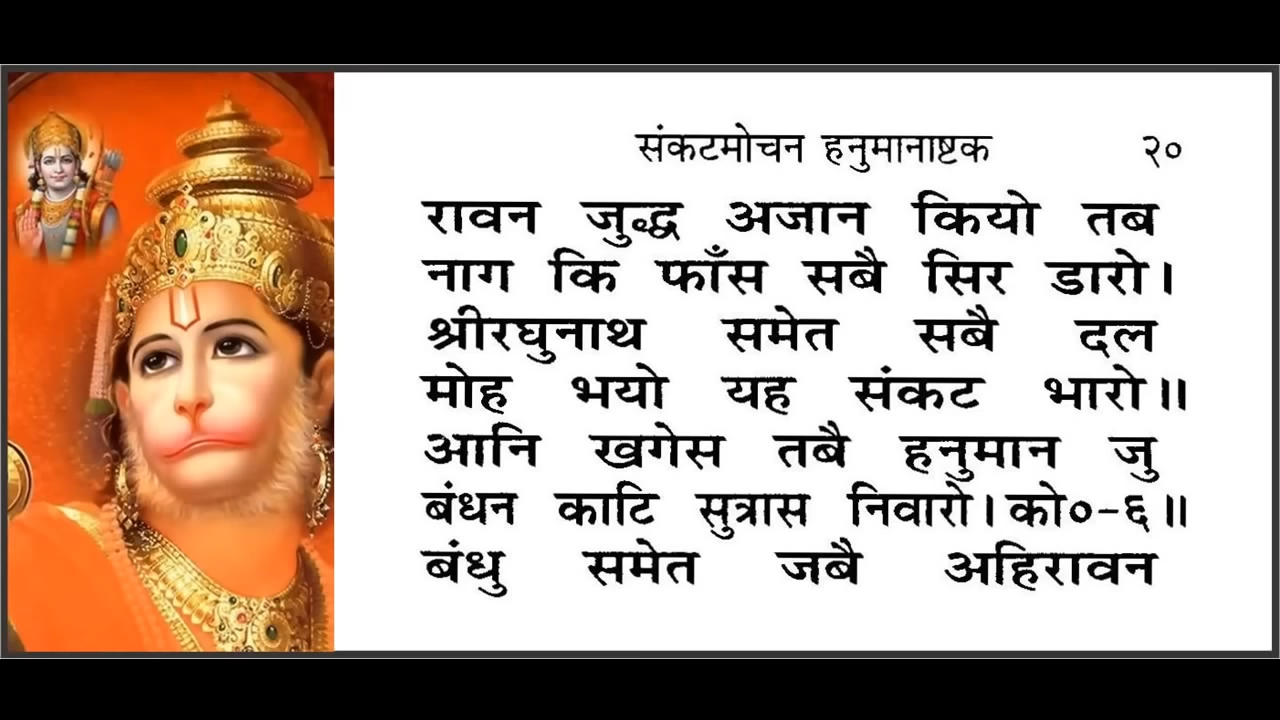 संकटमोचन हनुमानाष्टक २०
रावन जुद्ध अजान कियो तब
नाग कि फाँस सबै सिर डारो।
श्रीरघुनाथ समेत सबै दल
मोह भयो यह संकट भारो॥
आनि खगेस तबै हनुमान जु
बंधन काटि सुत्रास निवारो। को०-६॥
बंधु समेत जबै अहिरावन